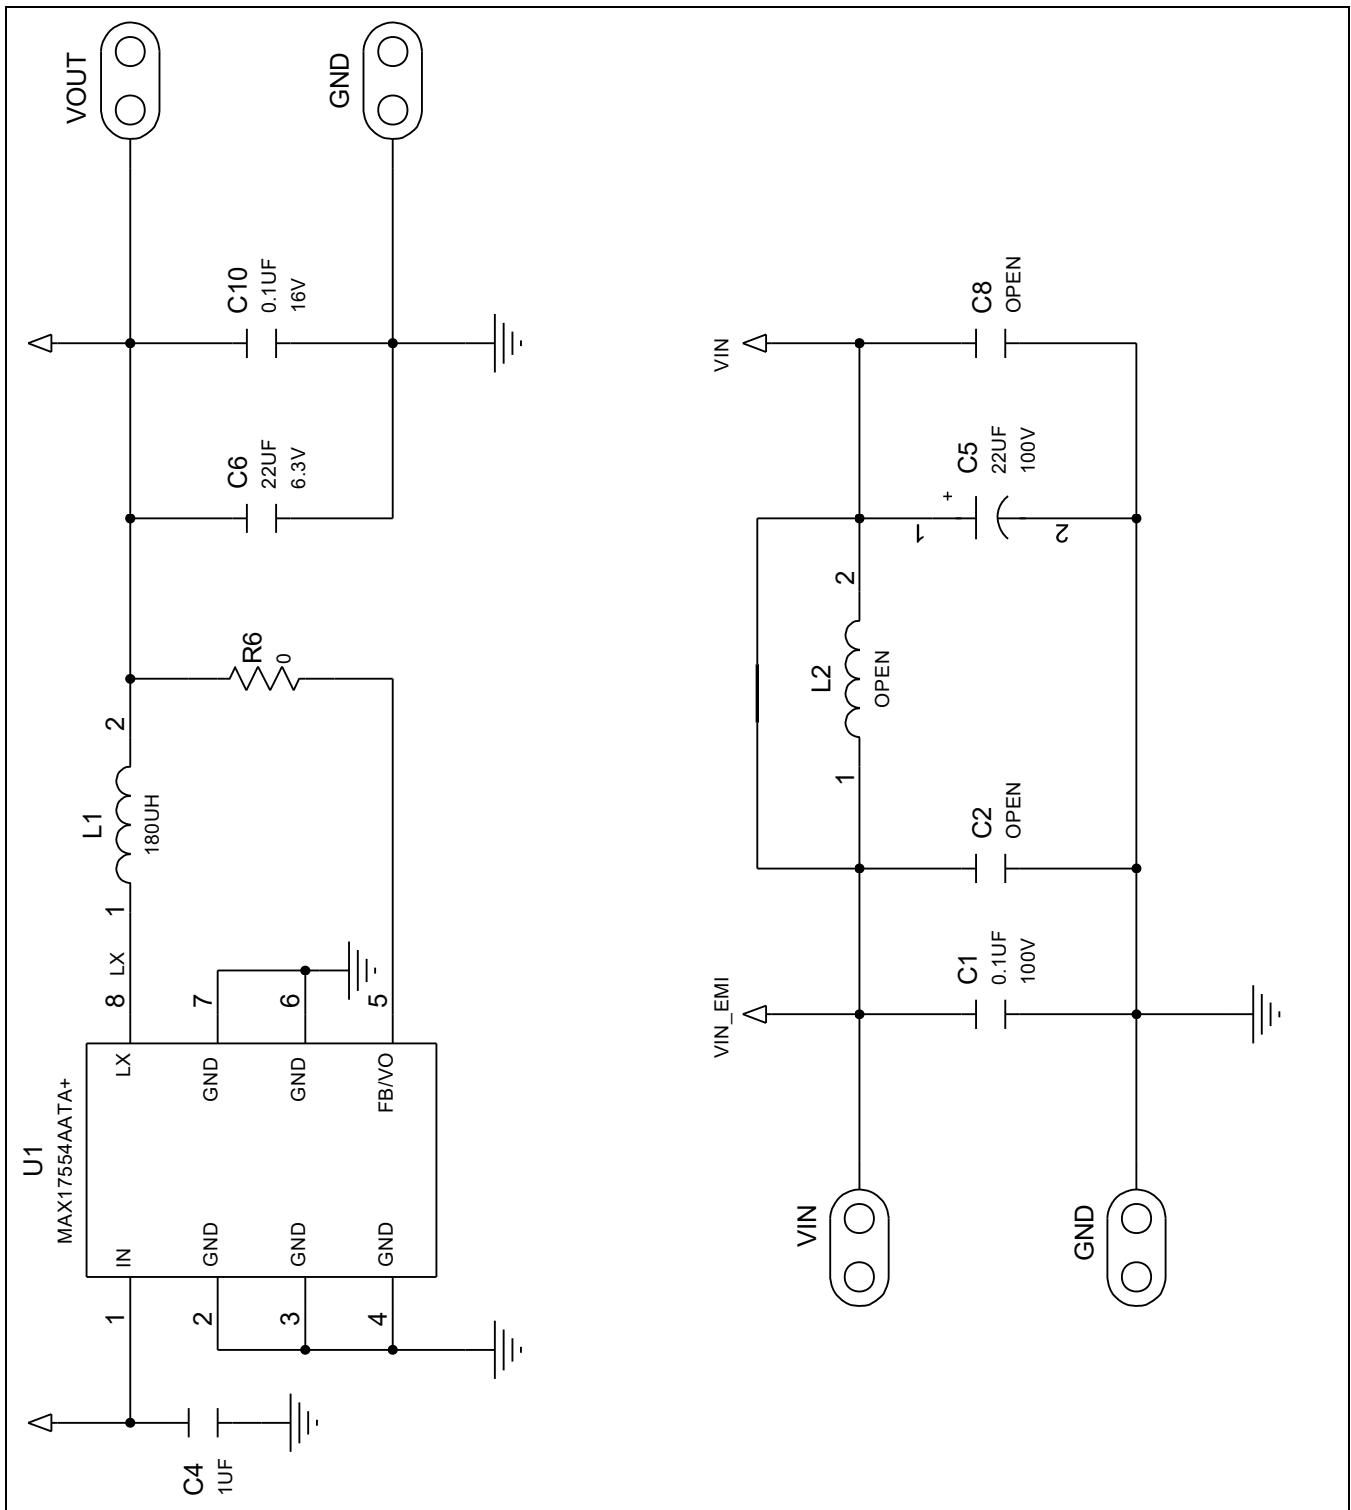 U1
MAX17554AATA+
1
IN
2
GND
3
GND
4
GND
8
LX
7
GND
6
GND
5
FB/VO
LX
C4
1UF
1
L1
180UH
2
R6
0
C6
22UF
6.3V
C10
0.1UF
16V
VOUT
GND
VIN
GND
VIN_EMI
C1
0.1UF
100V
C2
OPEN
1
L2
OPEN
2
+
1
2
C5
22UF
100V
VIN
C8
OPEN